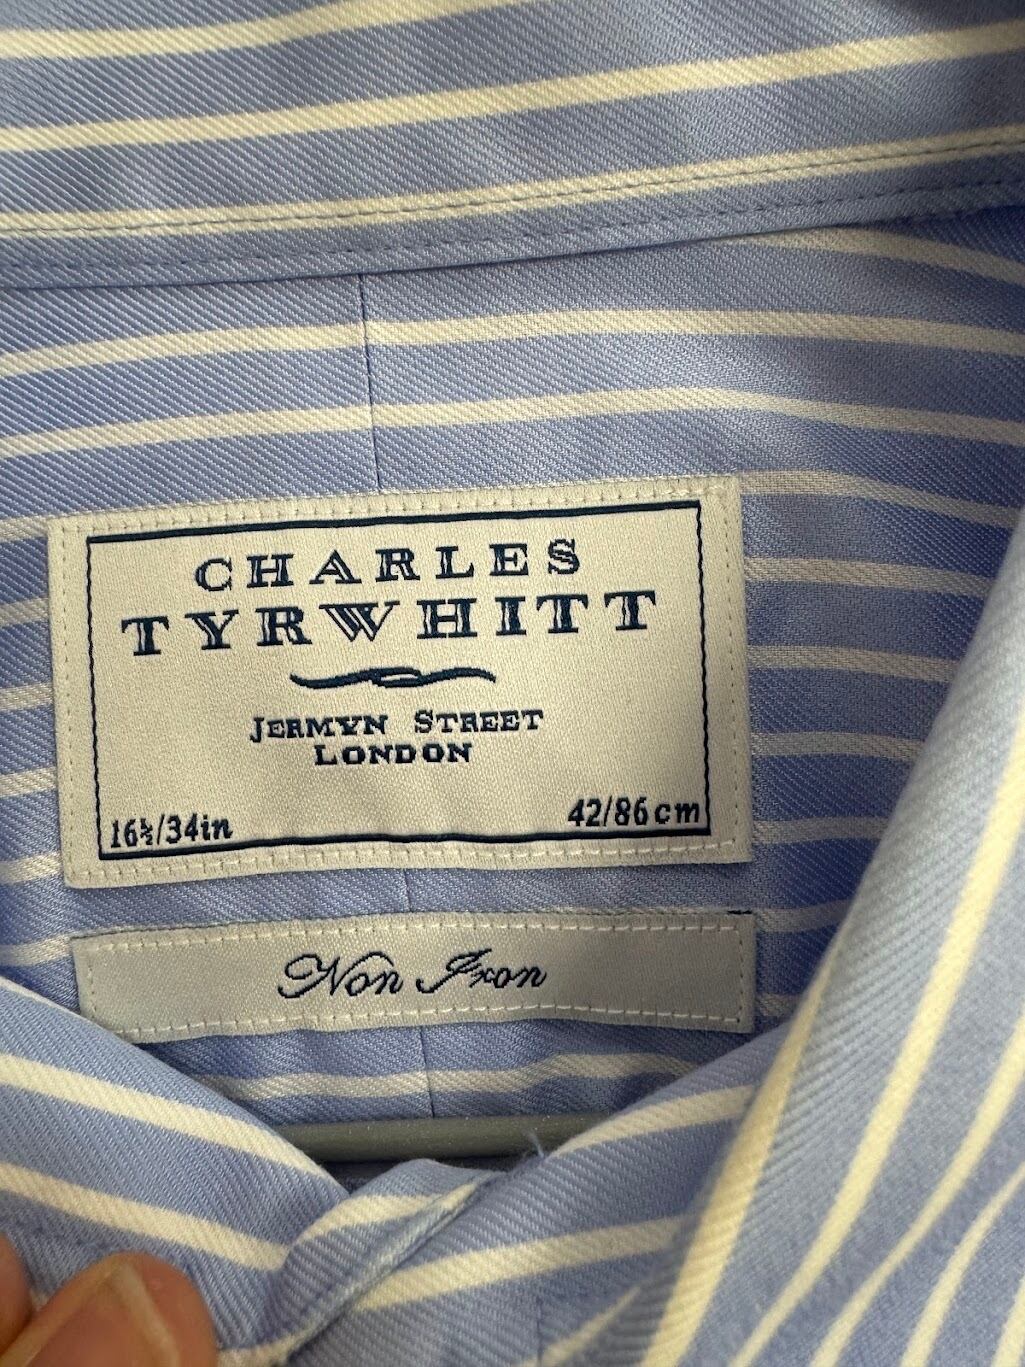 CHARLES
TYRWHITT
JERMYN STREET
LONDON
16½/34in 42/86cm
Non Iron